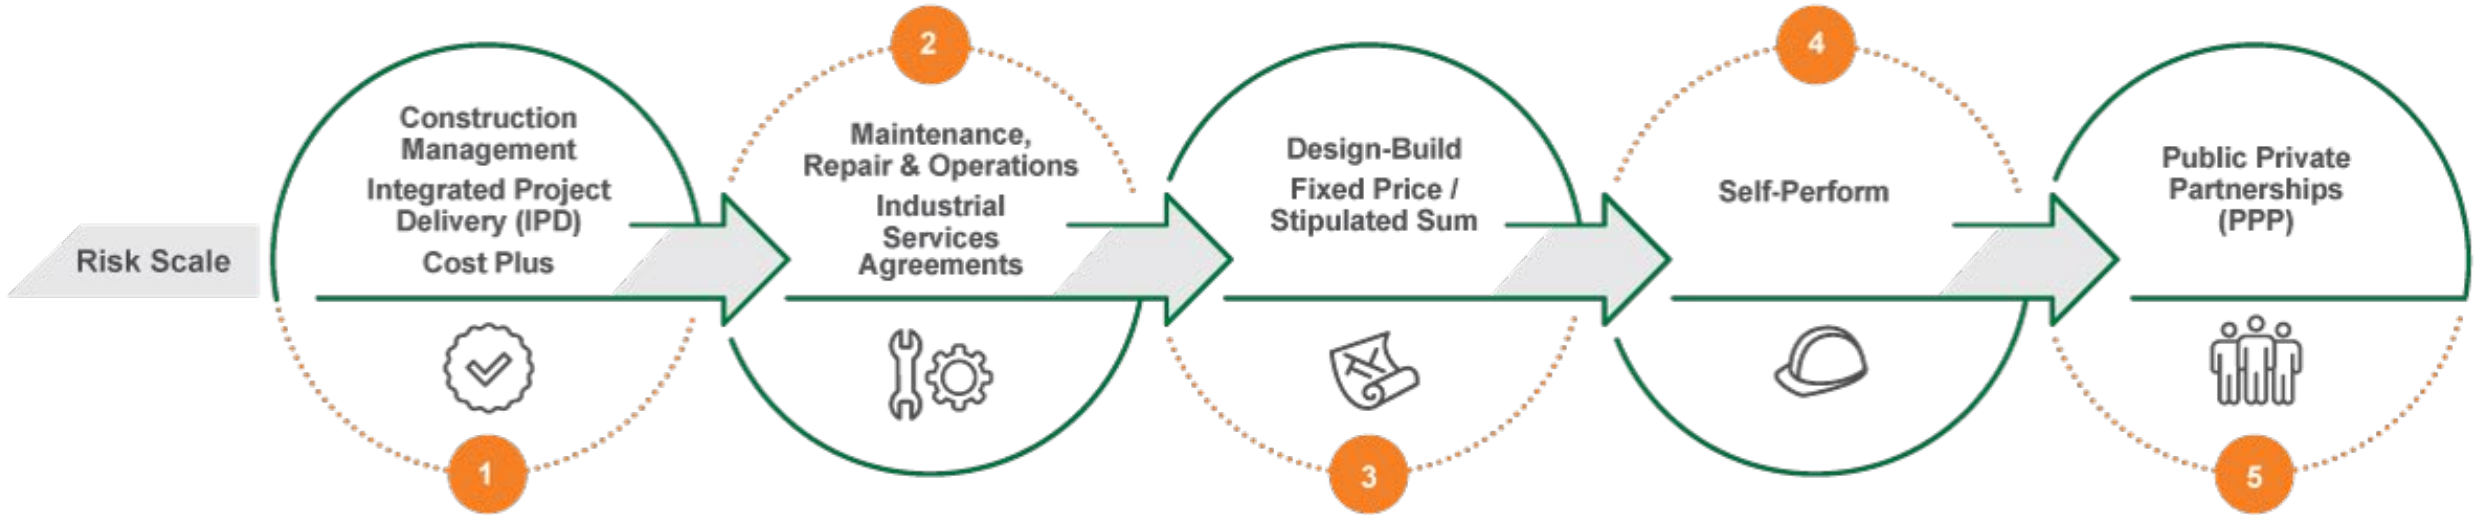 Risk Scale
Construction
Management
Integrated Project
Delivery (IPD)
Cost Plus
1
2
Maintenance,
Repair & Operations
Industrial
Services
Agreements
Design-Build
Fixed Price /
Stipulated Sum
3
4
Self-Perform
Public Private
Partnerships
(PPP)
5